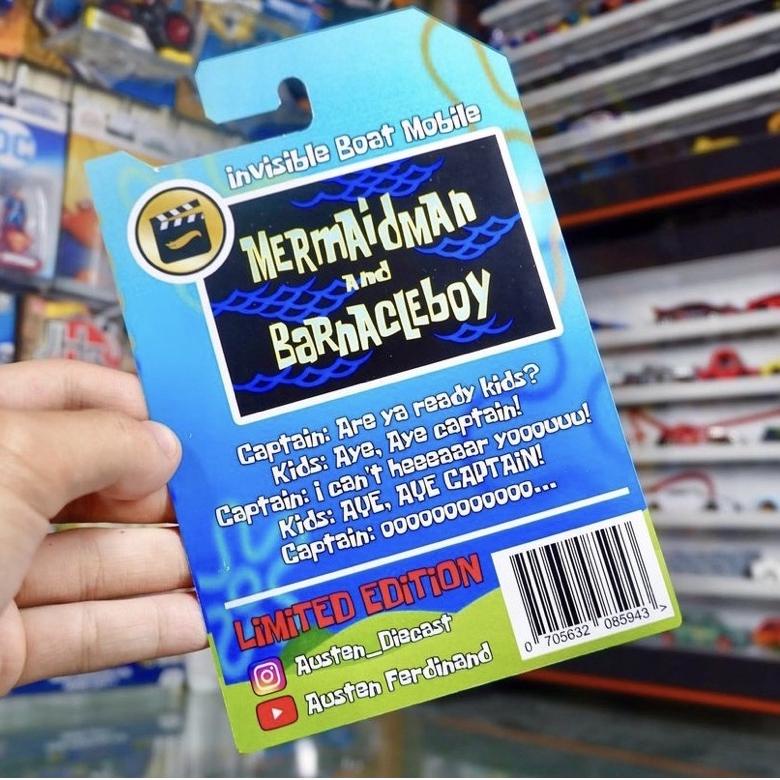 invisible Boat Mobile
MERmAidMAn
And
BARnACLEboy
Captain: Are ya ready kids?
Kids: Aye, Aye captain!
Captain: i can't heeeaaar yooouuu!
Kids: AYE, AYE CAPTAIN!
Captain: oooooooooooo...
LiMiTED EDiTiON
Austen_Diecast
Austen Ferdinand
0 705632 085943 >
DC